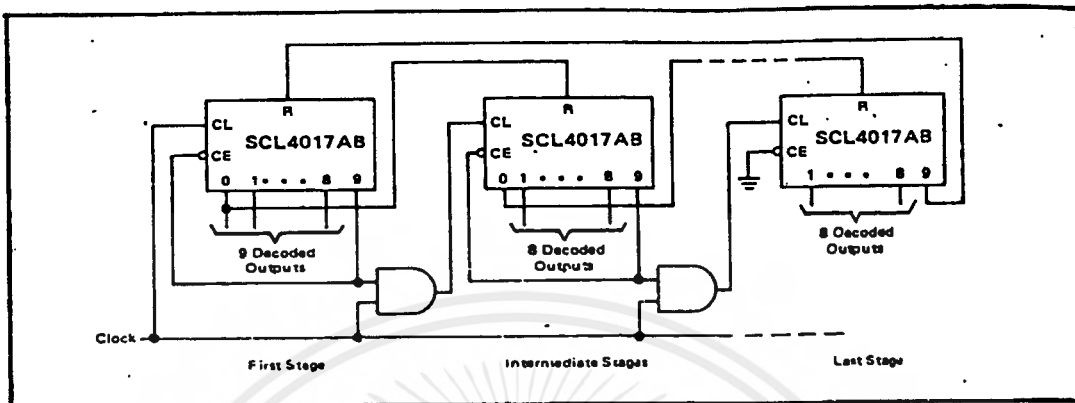 R
CL
SCL4017AB
CE
0 1 • • • 8 9
9 Decoded
Outputs
R
CL
SCL4017AB
CE
0 1 • • • 8 9
8 Decoded
Outputs
R
CL
SCL4017AB
CE
1 • • • 8 9
8 Decoded
Outputs
Clock
First Stage
Intermediate Stages
Last Stage